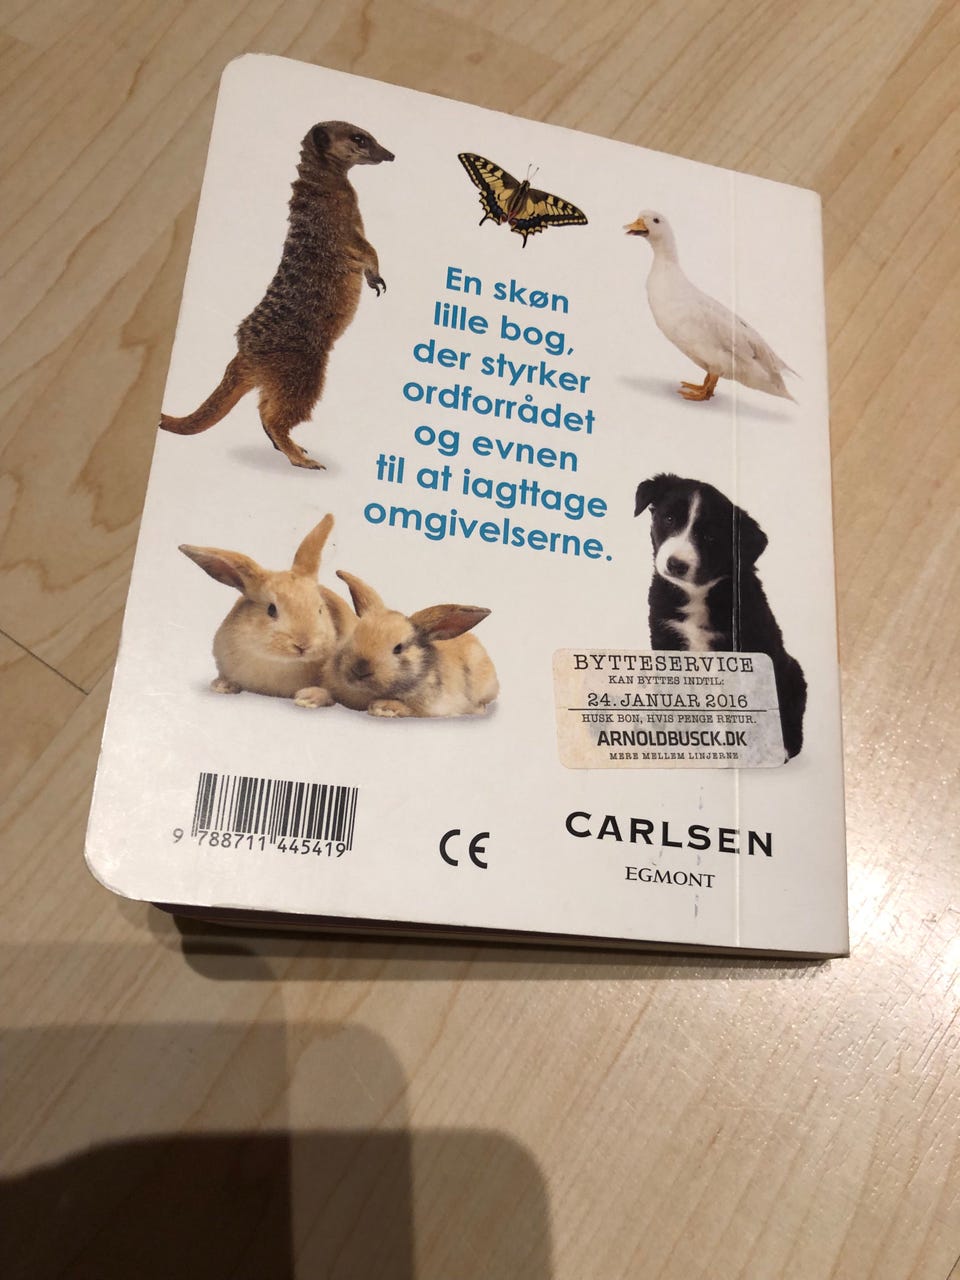 En skøn
lille bog,
der styrker
ordforrådet
og evnen
til at iagttage
omgivelserne.
BYTTESERVICE
KAN BYTTES INDTIL:
24. JANUAR 2016
HUSK BON, HVIS PENGE RETUR.
ARNOLDBUSCK.DK
MERE MELLEM LINJERNE
9 788711 445419
CE
CARLSEN
EGMONT